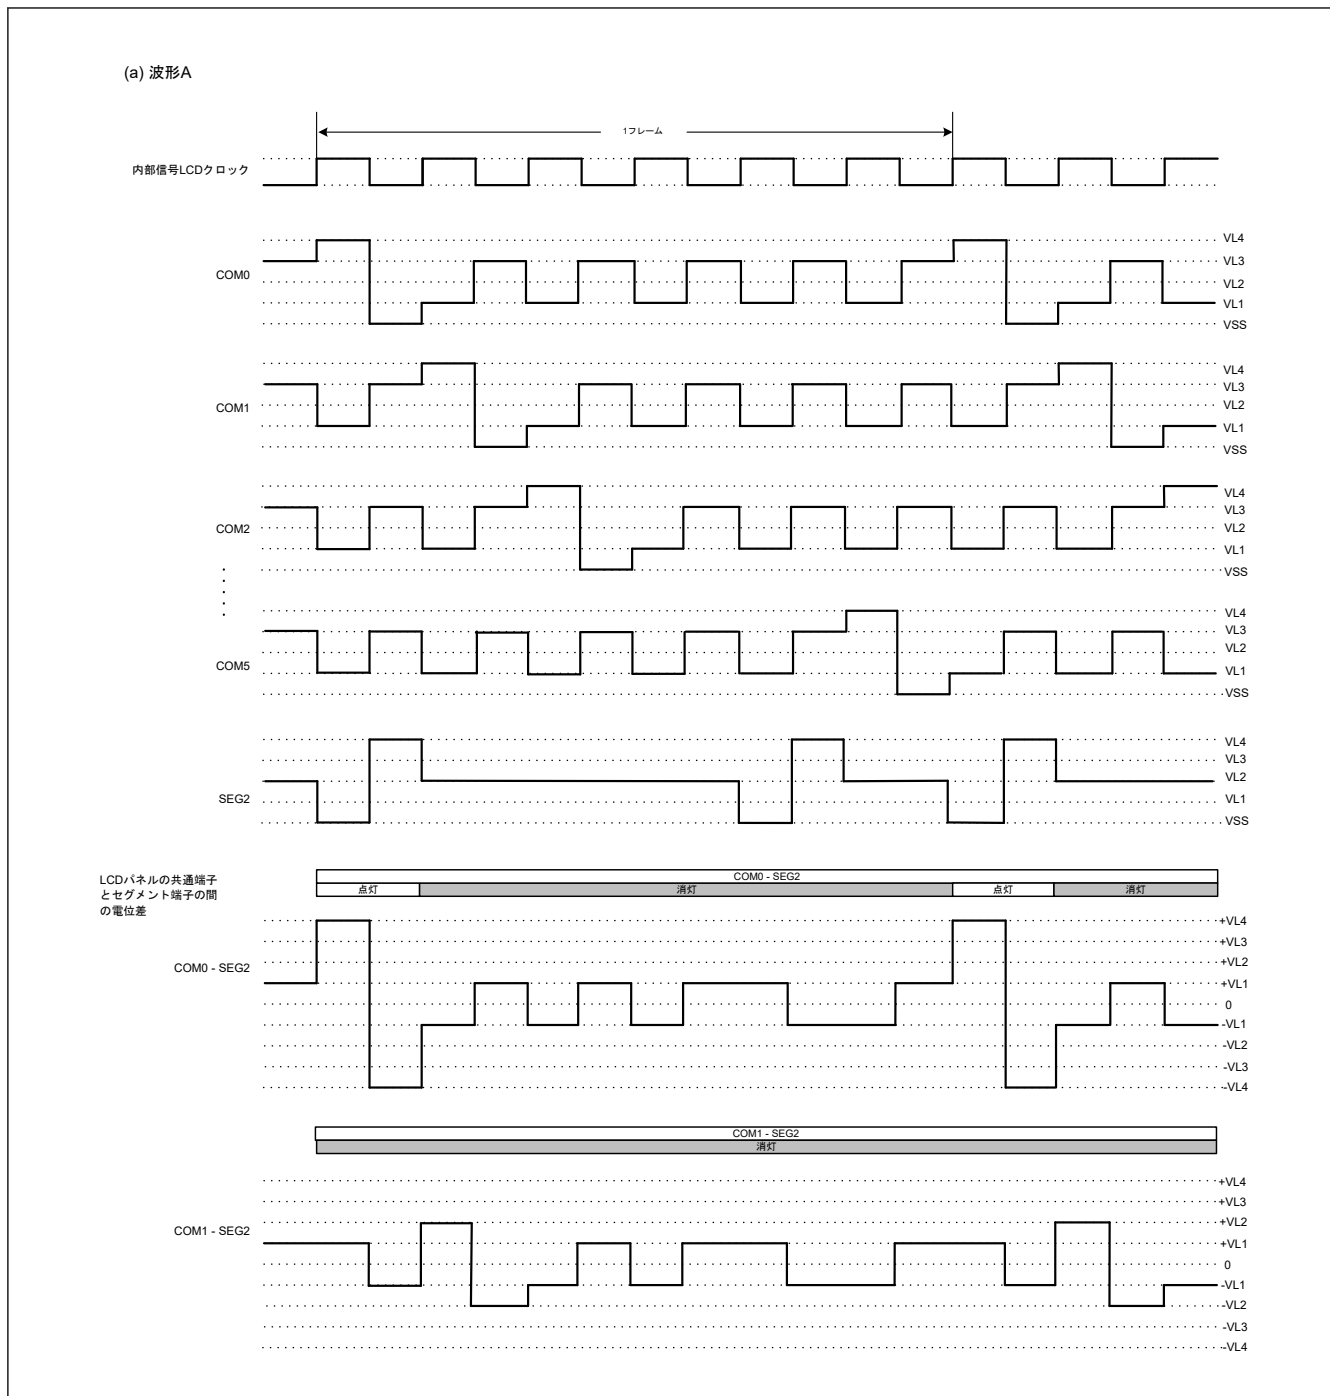 (a) 波形A
1フレーム
内部信号LCDクロック
COM0
VL4
VL3
VL2
VL1
VSS
COM1
VL4
VL3
VL2
VL1
VSS
COM2
VL4
VL3
VL2
VL1
VSS
COM5
VL4
VL3
VL2
VL1
VSS
SEG2
VL4
VL3
VL2
VL1
VSS
LCDパネルの共通端子
とセグメント端子の間
の電位差
COM0 - SEG2
点灯 消灯 点灯 消灯
COM0 - SEG2
+VL4
+VL3
+VL2
+VL1
0
-VL1
-VL2
-VL3
-VL4
COM1 - SEG2
消灯
COM1 - SEG2
+VL4
+VL3
+VL2
+VL1
0
-VL1
-VL2
-VL3
-VL4